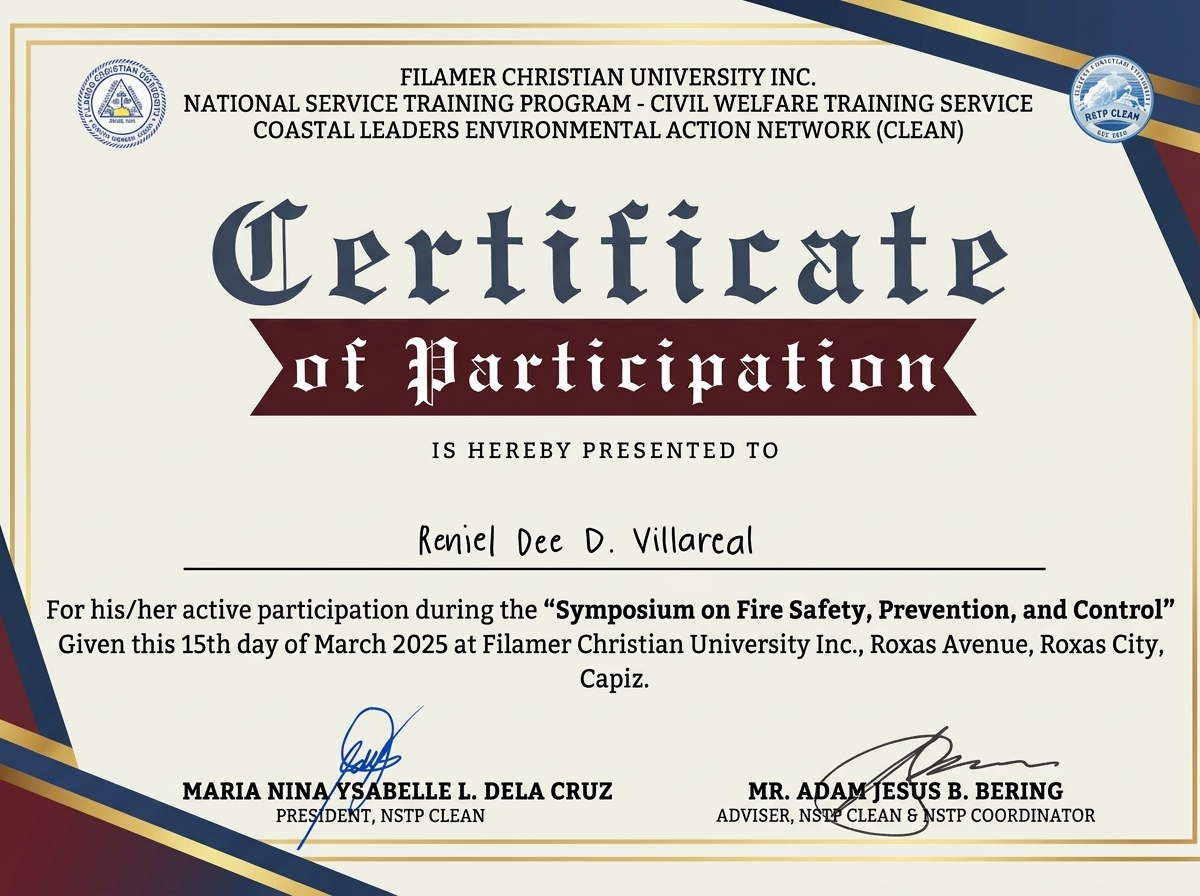 FILAMER CHRISTIAN UNIVERSITY INC.
NATIONAL SERVICE TRAINING PROGRAM - CIVIL WELFARE TRAINING SERVICE
COASTAL LEADERS ENVIRONMENTAL ACTION NETWORK (CLEAN)
Certificate
of Participation
IS HEREBY PRESENTED TO
Reniel Dee D. Villareal
For his/her active participation during the “Symposium on Fire Safety, Prevention, and Control”
Given this 15th day of March 2025 at Filamer Christian University Inc., Roxas Avenue, Roxas City,
Capiz.
MARIA NINA YSABELLE L. DELA CRUZ
PRESIDENT, NSTP CLEAN
MR. ADAM JESUS B. BERING
ADVISER, NSTP CLEAN & NSTP COORDINATOR